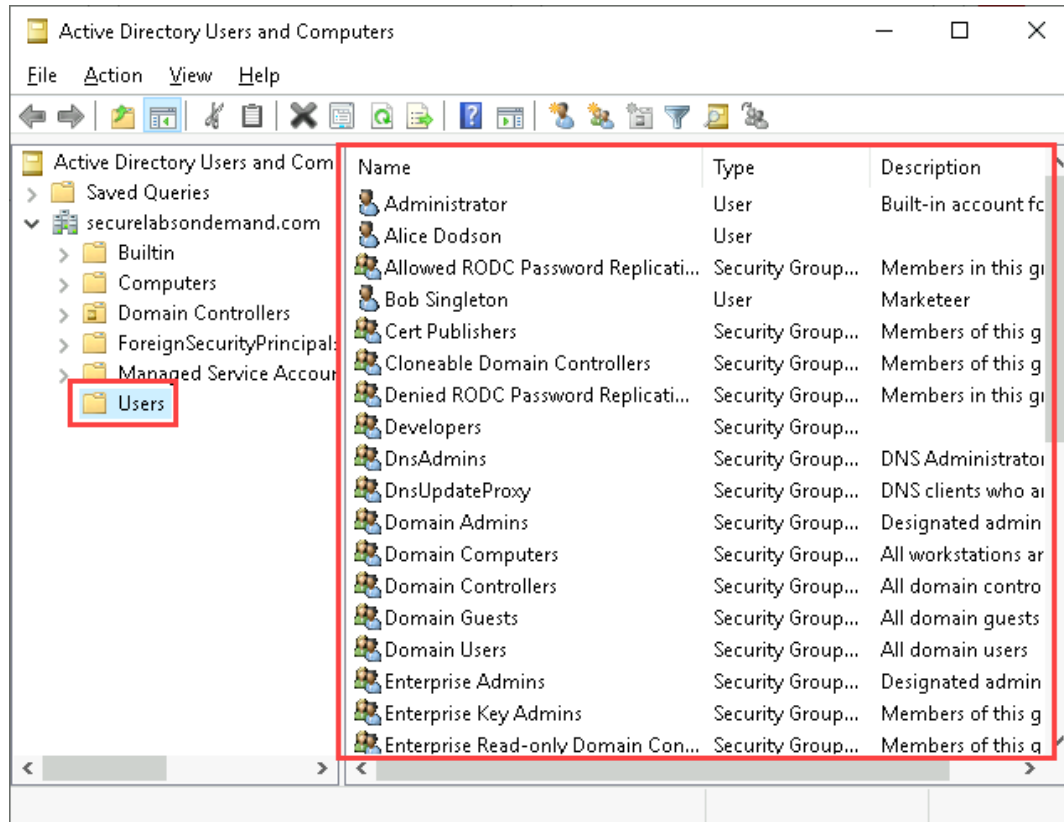 Active Directory Users and Computers
File Action View Help
Active Directory Users and Com
Saved Queries
securelabsondemand.com
Builtin
Computers
Domain Controllers
ForeignSecurityPrincipals
Managed Service Accour
Users
Name Type Description
Administrator User Built-in account fc
Alice Dodson User
Allowed RODC Password Replicati... Security Group... Members in this gr
Bob Singleton User Marketeer
Cert Publishers Security Group... Members of this g
Cloneable Domain Controllers Security Group... Members of this g
Denied RODC Password Replicati... Security Group... Members in this gr
Developers Security Group...
DnsAdmins Security Group... DNS Administrator
DnsUpdateProxy Security Group... DNS clients who ar
Domain Admins Security Group... Designated admin
Domain Computers Security Group... All workstations ar
Domain Controllers Security Group... All domain contro
Domain Guests Security Group... All domain guests
Domain Users Security Group... All domain users
Enterprise Admins Security Group... Designated admin
Enterprise Key Admins Security Group... Members of this g
Enterprise Read-only Domain Con... Security Group... Members of this g